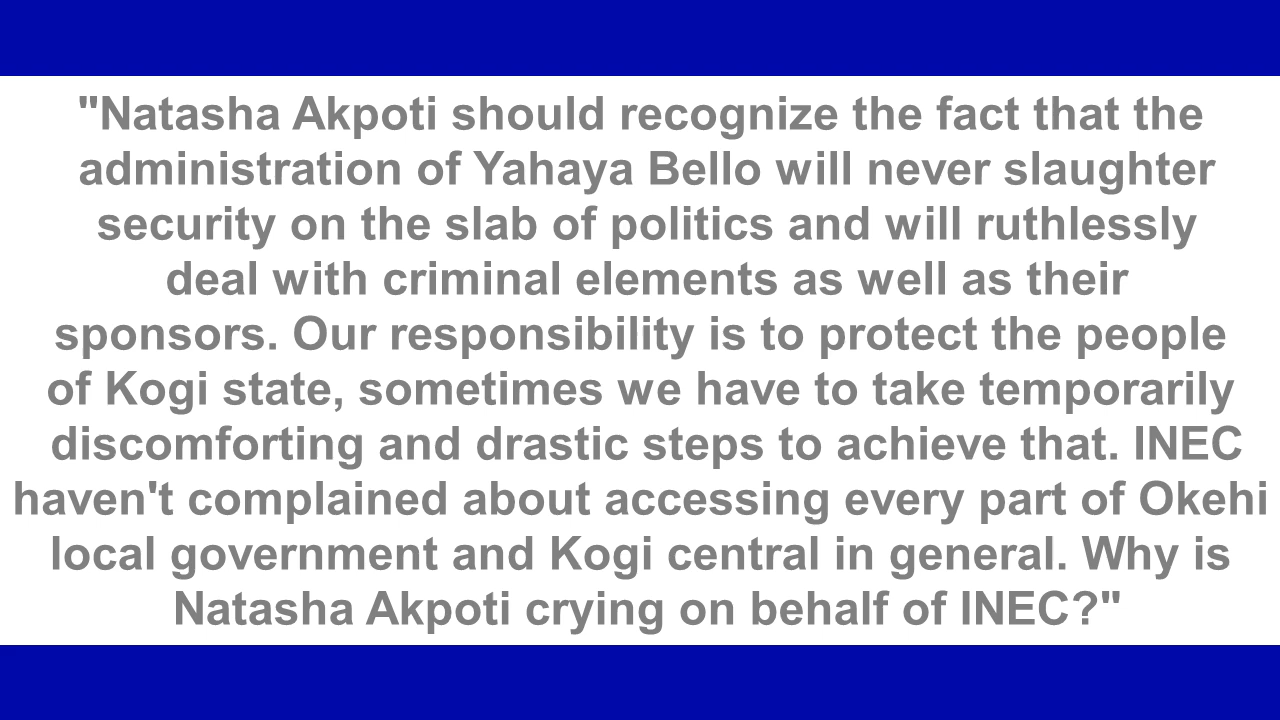 "Natasha Akpoti should recognize the fact that the
administration of Yahaya Bello will never slaughter
security on the slab of politics and will ruthlessly
deal with criminal elements as well as their
sponsors. Our responsibility is to protect the people
of Kogi state, sometimes we have to take temporarily
discomforting and drastic steps to achieve that. INEC
haven't complained about accessing every part of Okehi
local government and Kogi central in general. Why is
Natasha Akpoti crying on behalf of INEC?"